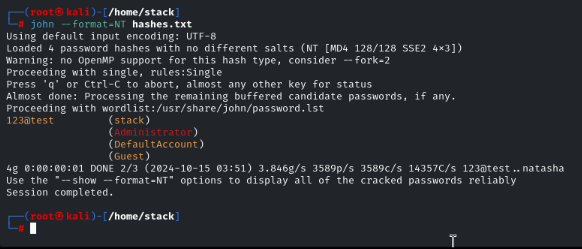 ┌──(root㉿kali)-[/home/stack]
└─# john --format=NT hashes.txt
Using default input encoding: UTF-8
Loaded 4 password hashes with no different salts (NT [MD4 128/128 SSE2 4x3])
Warning: no OpenMP support for this hash type, consider --fork=2
Proceeding with single, rules:Single
Press 'q' or Ctrl-C to abort, almost any other key for status
Almost done: Processing the remaining buffered candidate passwords, if any.
Proceeding with wordlist:/usr/share/john/password.lst
123@test (stack)
(Administrator)
(DefaultAccount)
(Guest)
4g 0:00:00:01 DONE 2/3 (2024-10-15 03:51) 3.846g/s 3589p/s 3589c/s 14357C/s 123@test..natasha
Use the "--show --format=NT" options to display all of the cracked passwords reliably
Session completed.
┌──(root㉿kali)-[/home/stack]
└─#